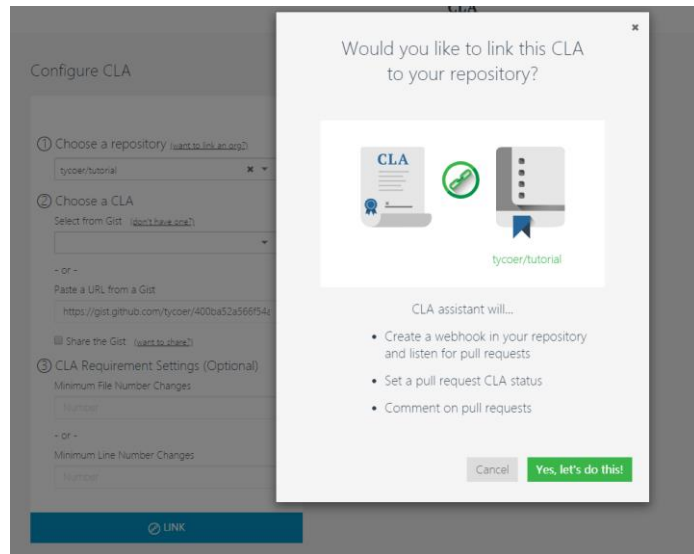 CLA
Configure CLA
1 Choose a repository (want to link an org?)
tycoer/tutorial
2 Choose a CLA
Select from Gist (don't have one?)
- or -
Paste a URL from a Gist
https://gist.github.com/tycoer/400ba52a566f54a
Share the Gist (want to share?)
3 CLA Requirement Settings (Optional)
Minimum File Number Changes
Number
- or -
Minimum Line Number Changes
Number
LINK
Would you like to link this CLA
to your repository?
CLA
tycoer/tutorial
CLA assistant will...
• Create a webhook in your repository
and listen for pull requests
• Set a pull request CLA status
• Comment on pull requests
Cancel
Yes, let's do this!